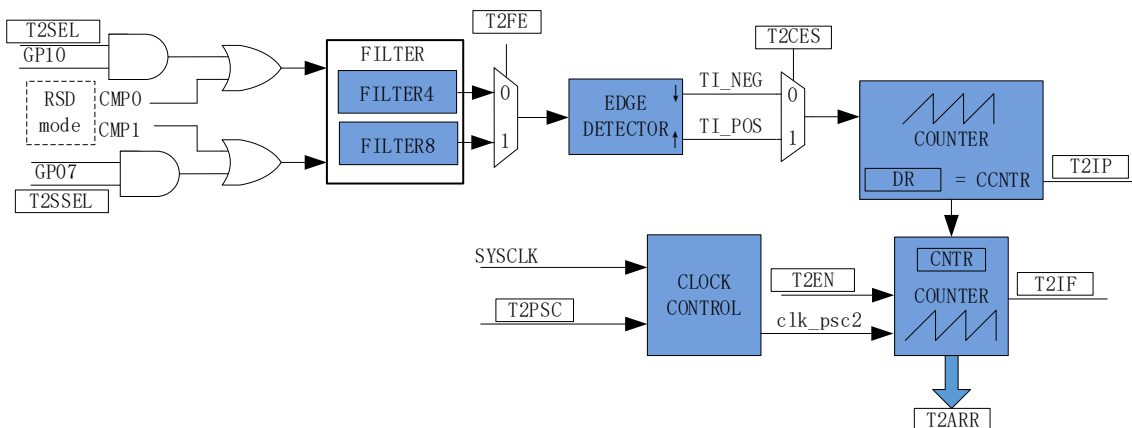 T2SEL
GP10
RSD
mode
CMP0
CMP1
GP07
T2SSEL
FILTER
FILTER4
FILTER8
T2FE
0
1
EDGE
DETECTOR
TI_NEG
TI_POS
T2CES
0
1
COUNTER
DR = CCNTR
T2IP
SYSCLK
T2PSC
CLOCK
CONTROL
T2EN
clk_psc2
CNTR
COUNTER
T2IF
T2ARR